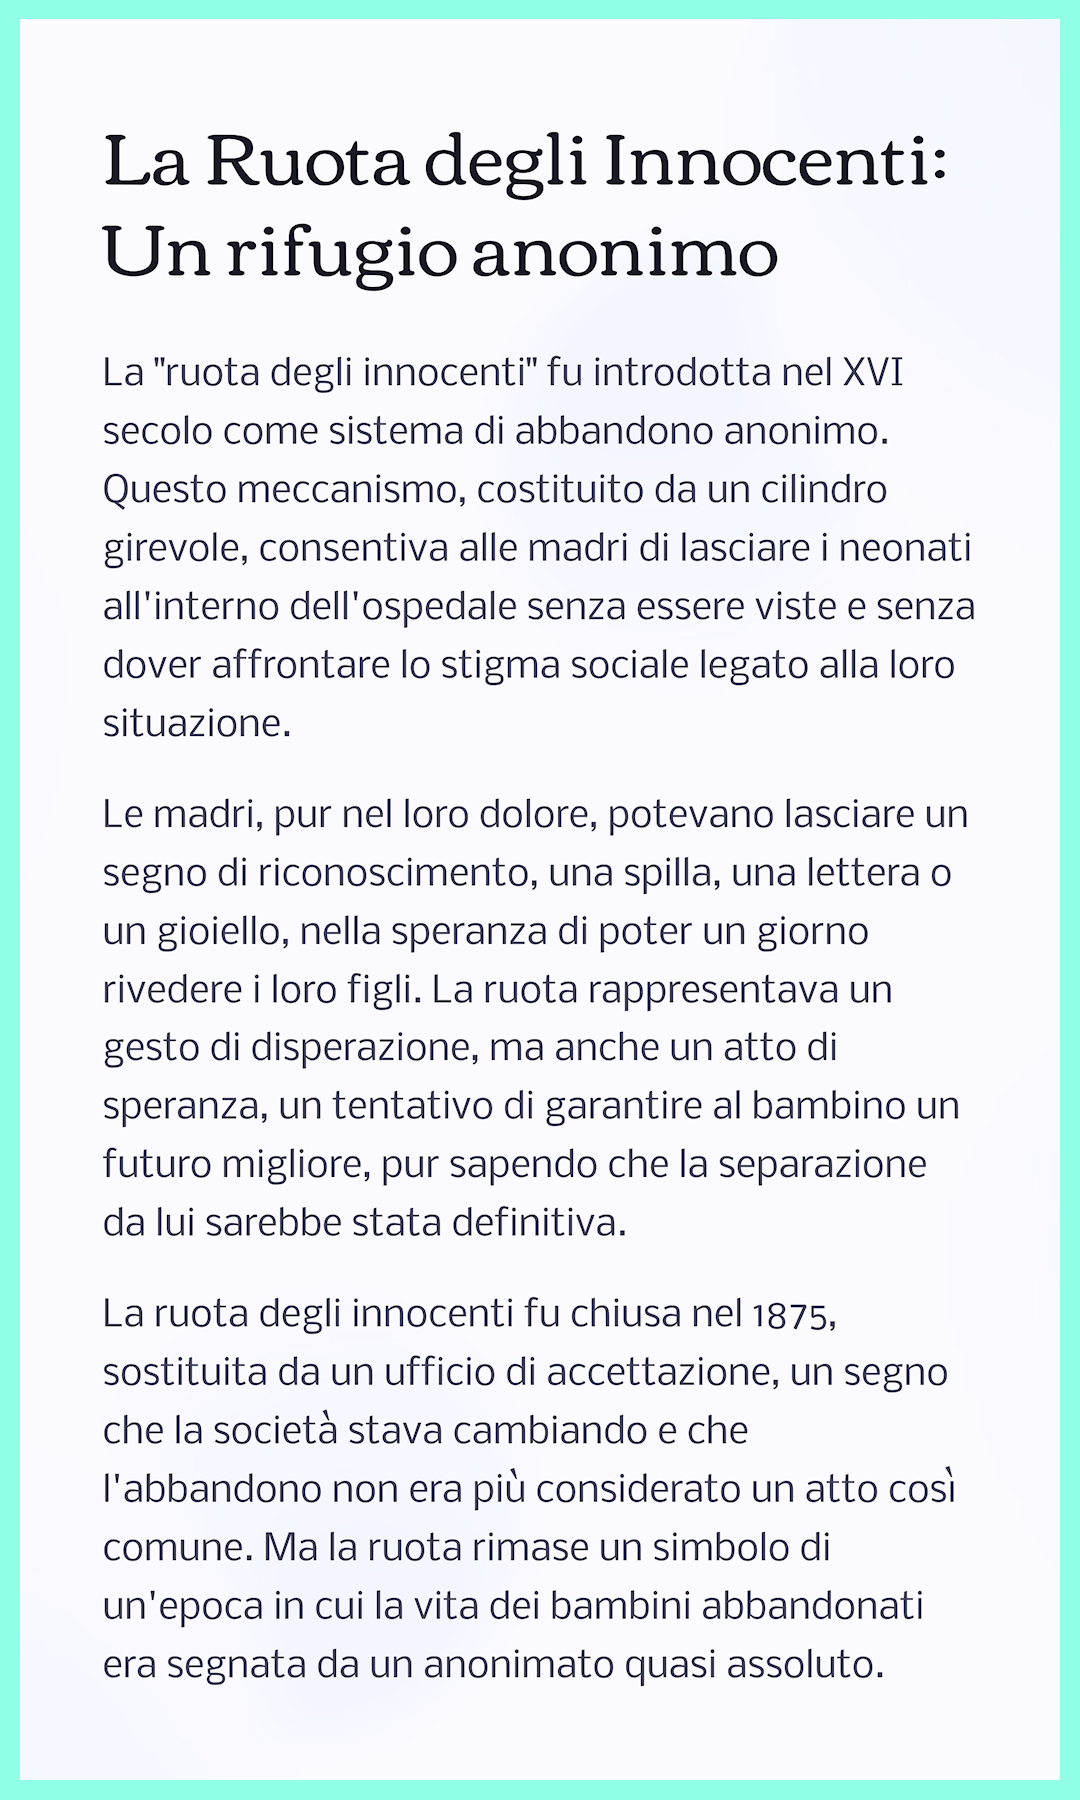 La Ruota degli Innocenti:
Un rifugio anonimo
La "ruota degli innocenti" fu introdotta nel XVI
secolo come sistema di abbandono anonimo.
Questo meccanismo, costituito da un cilindro
girevole, consentiva alle madri di lasciare i neonati
all'interno dell'ospedale senza essere viste e senza
dover affrontare lo stigma sociale legato alla loro
situazione.
Le madri, pur nel loro dolore, potevano lasciare un
segno di riconoscimento, una spilla, una lettera o
un gioiello, nella speranza di poter un giorno
rivedere i loro figli. La ruota rappresentava un
gesto di disperazione, ma anche un atto di
speranza, un tentativo di garantire al bambino un
futuro migliore, pur sapendo che la separazione
da lui sarebbe stata definitiva.
La ruota degli innocenti fu chiusa nel 1875,
sostituita da un ufficio di accettazione, un segno
che la società stava cambiando e che
l'abbandono non era più considerato un atto così
comune. Ma la ruota rimase un simbolo di
un'epoca in cui la vita dei bambini abbandonati
era segnata da un anonimato quasi assoluto.